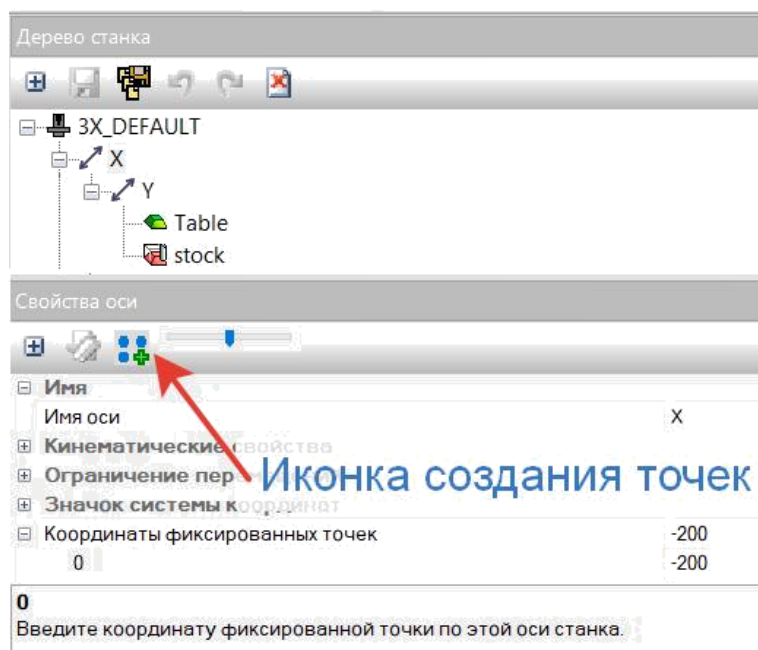 Дерево станка
3X_DEFAULT
X
Y
Table
stock
Свойства оси
Имя
Имя оси X
Кинематические свойства
Ограничение пер
Иконка создания точек
Значок системы координат
Координаты фиксированных точек -200
0 -200
0
Введите координату фиксированной точки по этой оси станка.